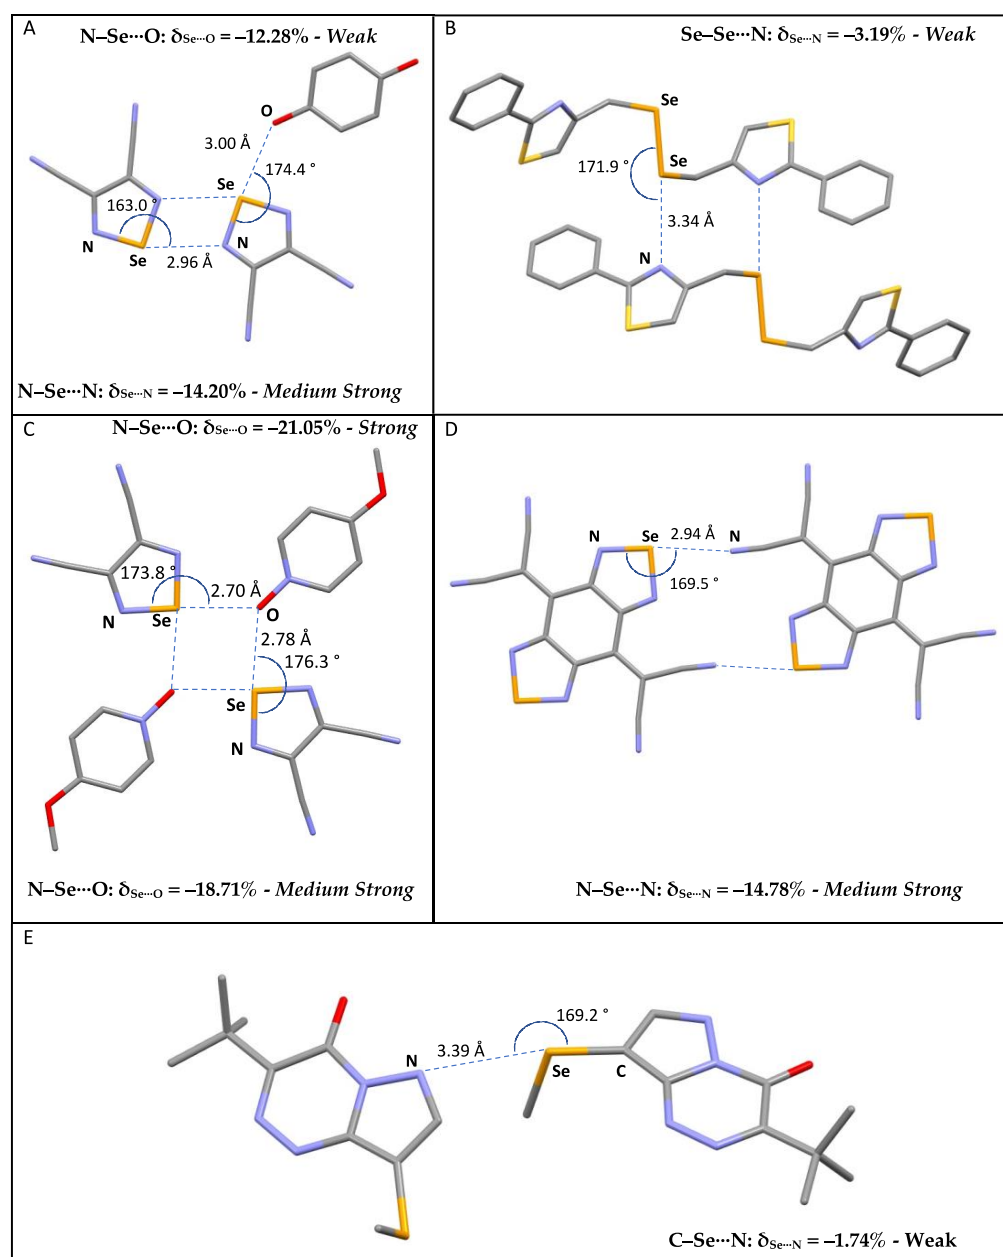 A
N–Se···O: δSe···O = –12.28% - Weak
O
3.00 Å
174.4 °
Se
163.0 °
N
N
Se
2.96 Å
N–Se···N: δSe···N = –14.20% - Medium Strong
B
Se–Se···N: δSe···N = –3.19% - Weak
Se
Se
171.9 °
3.34 Å
N
C
N–Se···O: δSe···O = –21.05% - Strong
173.8 °
2.70 Å
N
Se
O
2.78 Å
176.3 °
Se
N
N–Se···O: δSe···O = –18.71% - Medium Strong
D
N
Se
2.94 Å
N
169.5 °
N–Se···N: δSe···N = –14.78% - Medium Strong
E
169.2 °
3.39 Å
N
Se
C
C–Se···N: δSe···N = –1.74% - Weak